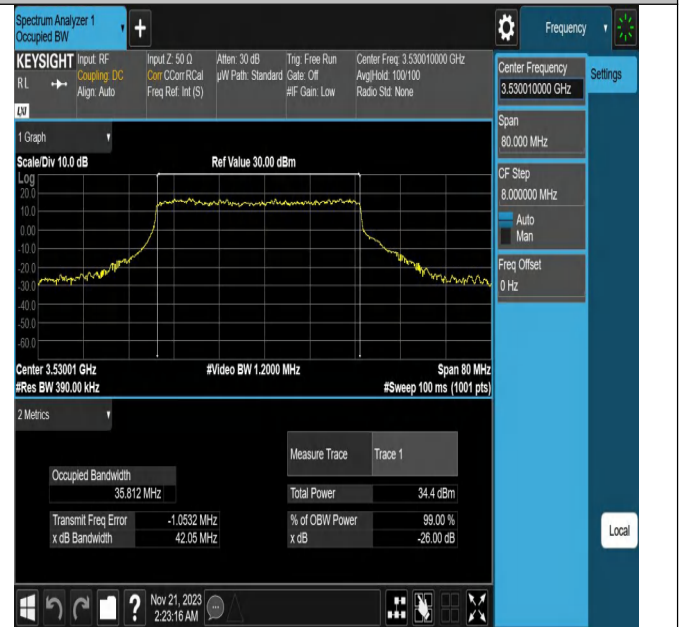 Spectrum Analyzer 1
Occupied BW
Frequency
KEYSIGHT
RL
LXI
Input: RF
Coupling: DC
Align: Auto
Input Z: 50 Ω
Corr CCorr RCal
Freq Ref: Int (S)
Atten: 30 dB
µW Path: Standard
Trig: Free Run
Gate: Off
#IF Gain: Low
Center Freq: 3.530010000 GHz
Avg|Hold: 100/100
Radio Std: None
Center Frequency
3.530010000 GHz
Settings
Span
80.000 MHz
CF Step
8.000000 MHz
Auto
Man
Freq Offset
0 Hz
Local
1 Graph
Scale/Div 10.0 dB
Ref Value 30.00 dBm
Log
20.0
10.0
0.00
-10.0
-20.0
-30.0
-40.0
-50.0
-60.0
Center 3.53001 GHz
#Video BW 1.2000 MHz
Span 80 MHz
#Res BW 390.00 kHz
#Sweep 100 ms (1001 pts)
2 Metrics
Occupied Bandwidth
35.812 MHz
Transmit Freq Error -1.0532 MHz
x dB Bandwidth 42.05 MHz
Measure Trace Trace 1
Total Power 34.4 dBm
% of OBW Power 99.00 %
x dB -26.00 dB
?
Nov 21, 2023
2:23:16 AM